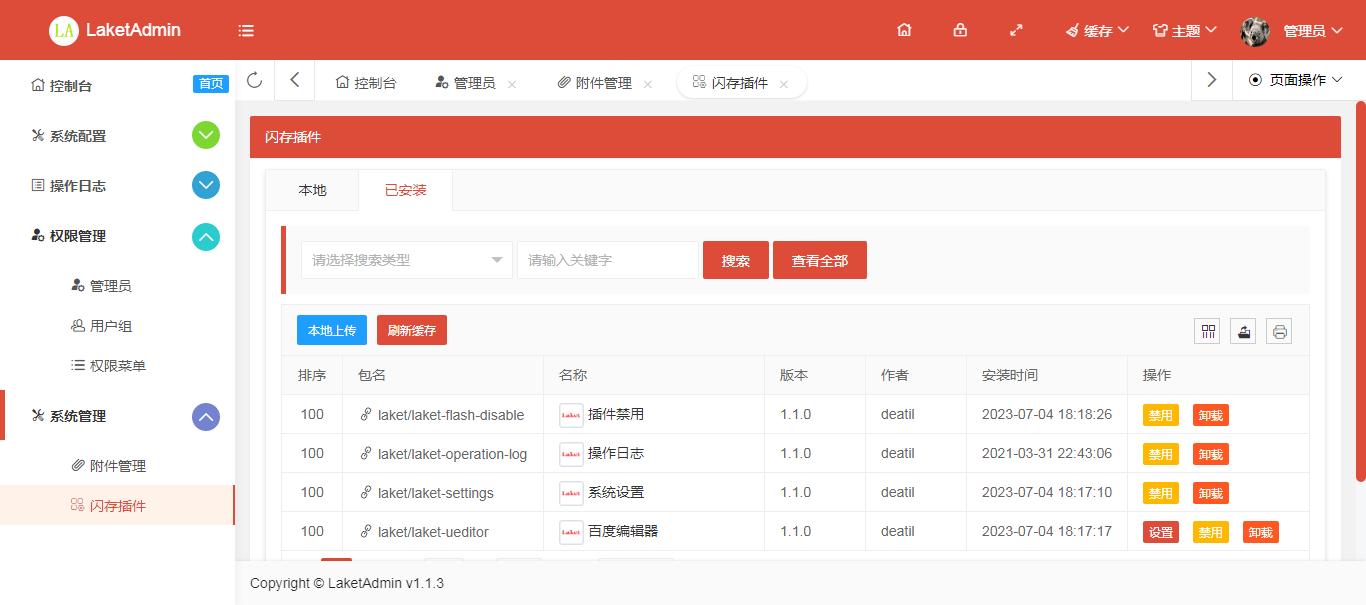 LA LaketAdmin 缓存 主题 管理员
控制台 首页
系统配置
操作日志
权限管理
管理员
用户组
权限菜单
系统管理
附件管理
闪存插件
控制台 管理员 附件管理 闪存插件 页面操作
闪存插件
本地 已安装
请选择搜索类型 请输入关键字 搜索 查看全部
本地上传 刷新缓存
排序 包名 名称 版本 作者 安装时间 操作
100 laket/laket-flash-disable Laket 插件禁用 1.1.0 deatil 2023-07-04 18:18:26 禁用 卸载
100 laket/laket-operation-log Laket 操作日志 1.1.0 deatil 2021-03-31 22:43:06 禁用 卸载
100 laket/laket-settings Laket 系统设置 1.1.0 deatil 2023-07-04 18:17:10 禁用 卸载
100 laket/laket-ueditor Laket 百度编辑器 1.1.0 deatil 2023-07-04 18:17:17 设置 禁用 卸载
Copyright © LaketAdmin v1.1.3